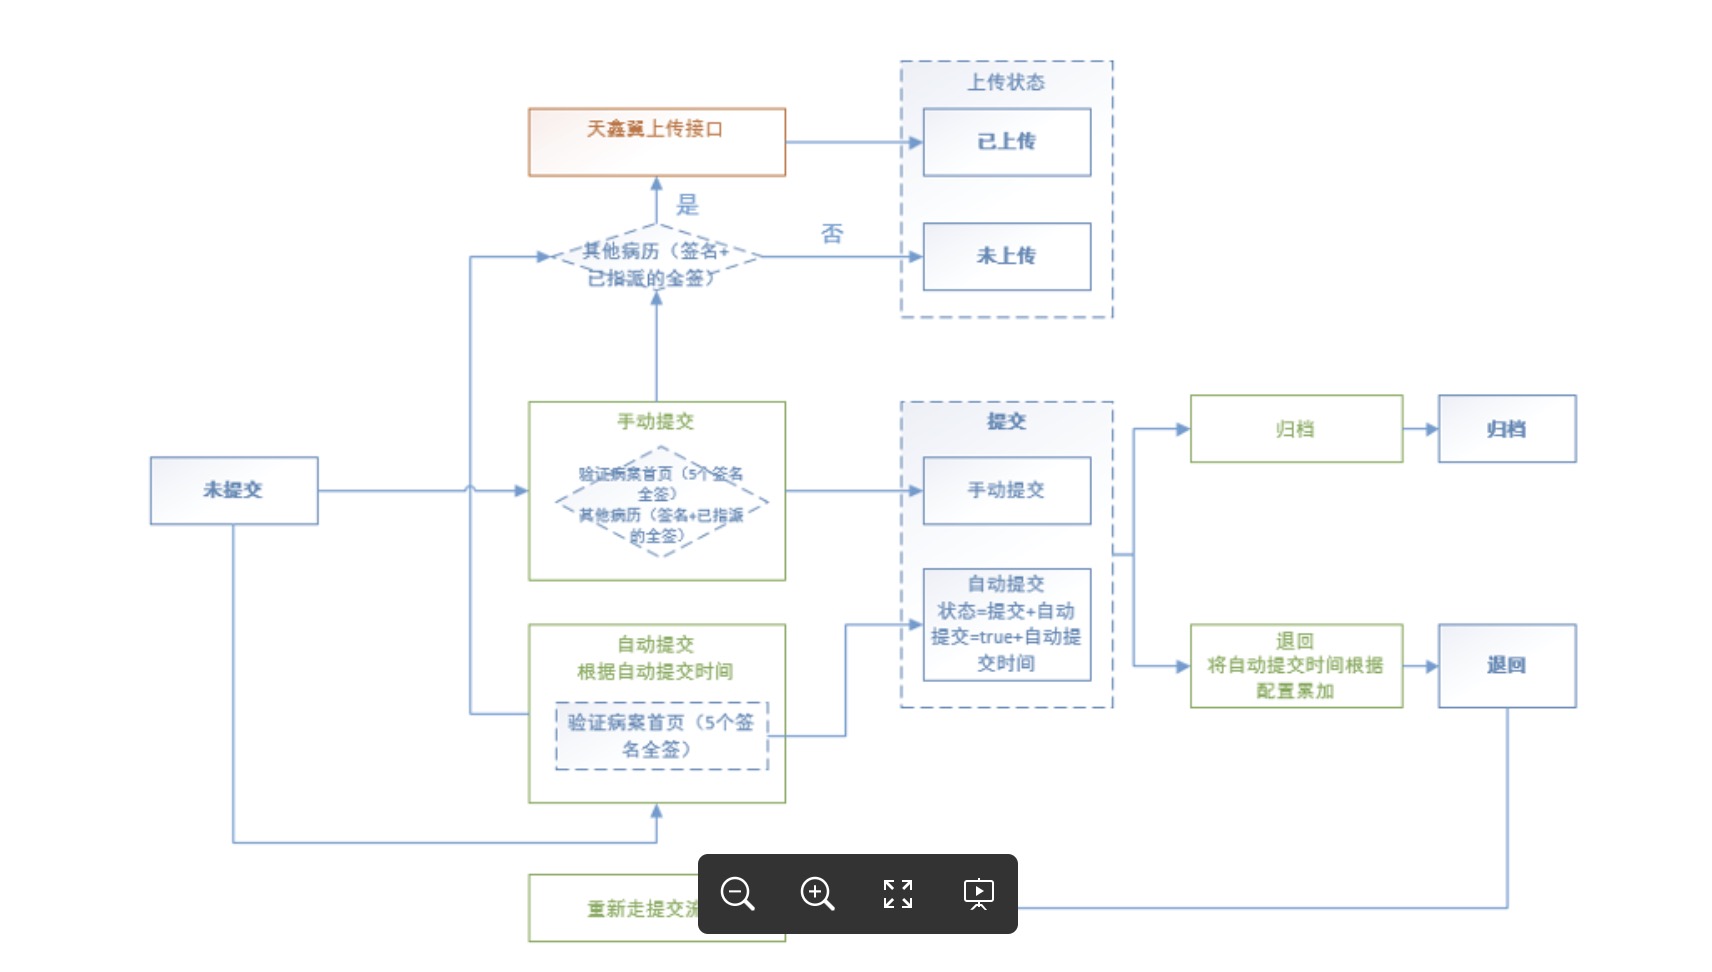 上传状态
天鑫翼上传接口
已上传
是
否
其他病历（签名+
已指派的全签）
未上传
手动提交
验证病案首页（5个签名
全签）
其他病历（签名+已指派
的全签）
提交
手动提交
自动提交
状态=提交+自动
提交=true+自动提
交时间
归档
归档
未提交
自动提交
根据自动提交时间
验证病案首页（5个签
名全签）
退回
将自动提交时间根据
配置累加
退回
重新走提交流